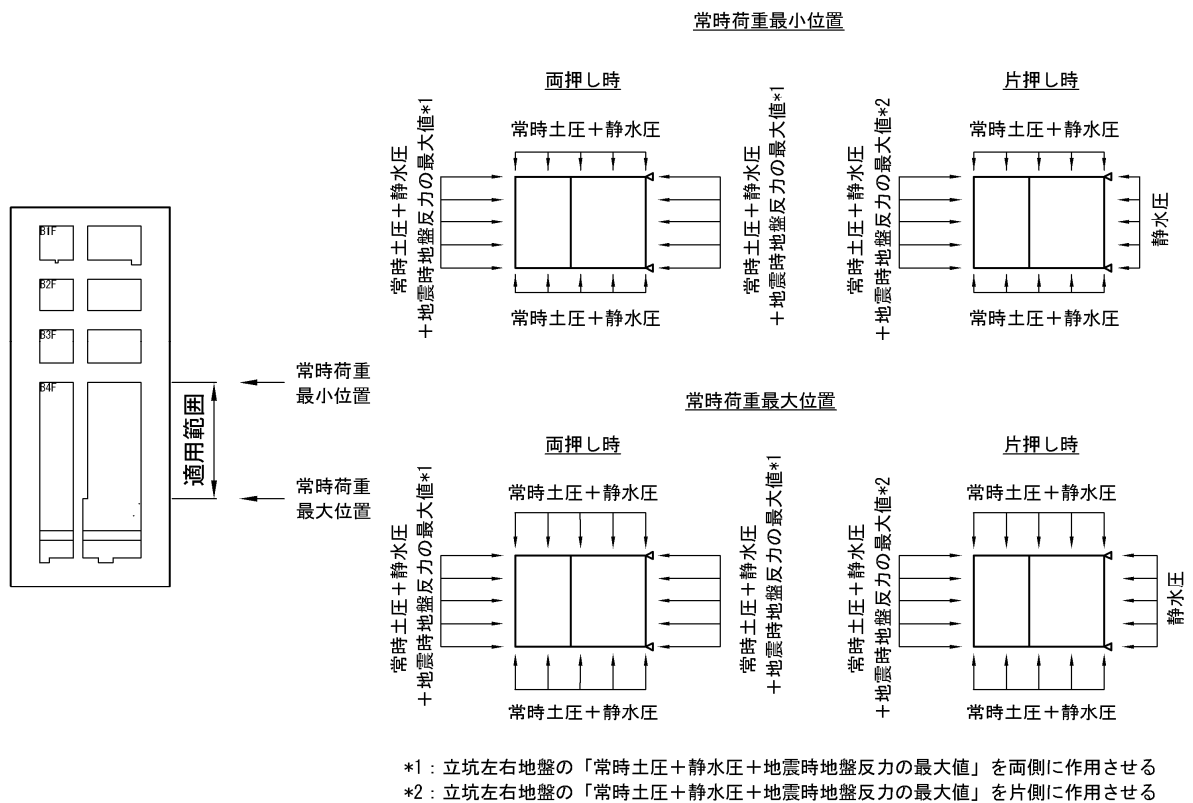 常時荷重最小位置
両押し時
片押し時
常時土圧＋静水圧
＋地震時地盤反力の最大値*1
常時土圧＋静水圧
常時土圧＋静水圧
常時土圧＋静水圧
＋地震時地盤反力の最大値*1
常時土圧＋静水圧
＋地震時地盤反力の最大値*2
常時土圧＋静水圧
常時土圧＋静水圧
静水圧
B1F
B2F
B3F
B4F
常時荷重
最小位置
適用範囲
常時荷重
最大位置
常時荷重最大位置
両押し時
片押し時
常時土圧＋静水圧
＋地震時地盤反力の最大値*1
常時土圧＋静水圧
常時土圧＋静水圧
常時土圧＋静水圧
＋地震時地盤反力の最大値*1
常時土圧＋静水圧
＋地震時地盤反力の最大値*2
常時土圧＋静水圧
常時土圧＋静水圧
静水圧
*1：立坑左右地盤の「常時土圧＋静水圧＋地震時地盤反力の最大値」を両側に作用させる
*2：立坑左右地盤の「常時土圧＋静水圧＋地震時地盤反力の最大値」を片側に作用させる